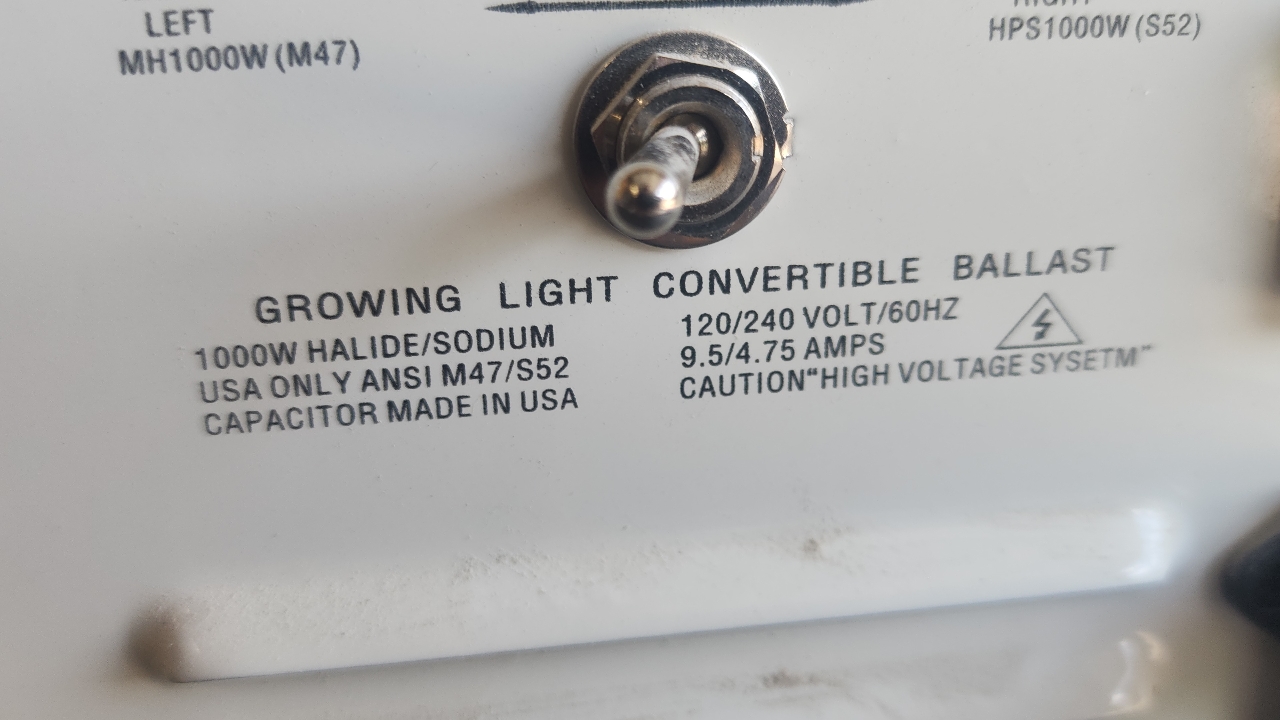 LEFT
MH1000W (M47)
RIGHT
HPS1000W (S52)
GROWING LIGHT CONVERTIBLE BALLAST
1000W HALIDE/SODIUM
USA ONLY ANSI M47/S52
CAPACITOR MADE IN USA
120/240 VOLT/60HZ
9.5/4.75 AMPS
CAUTION"HIGH VOLTAGE SYSETM"